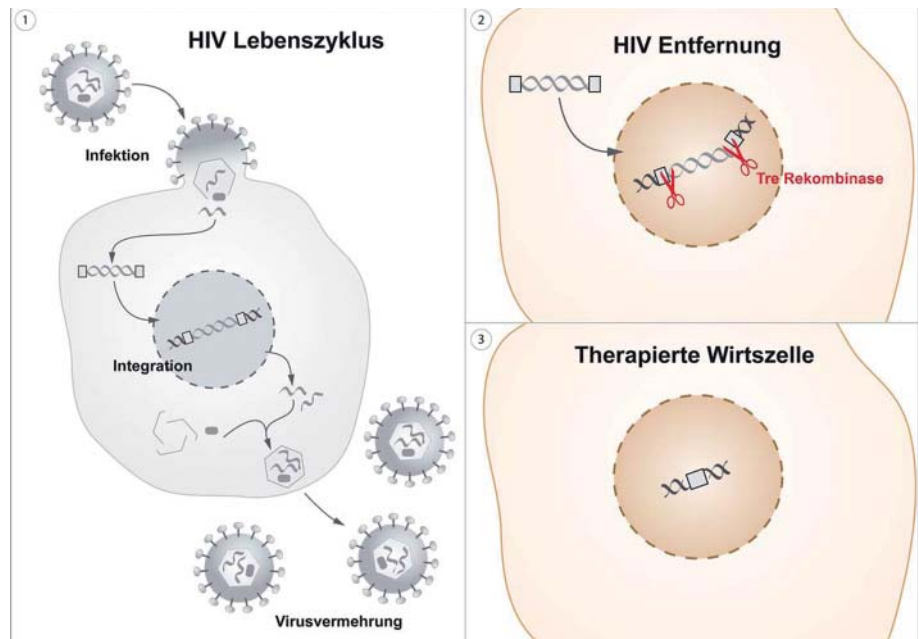 1
HIV Lebenszyklus
Infektion
Integration
Virusvermehrung
2
HIV Entfernung
Tre Rekombinase
3
Therapierte Wirtszelle